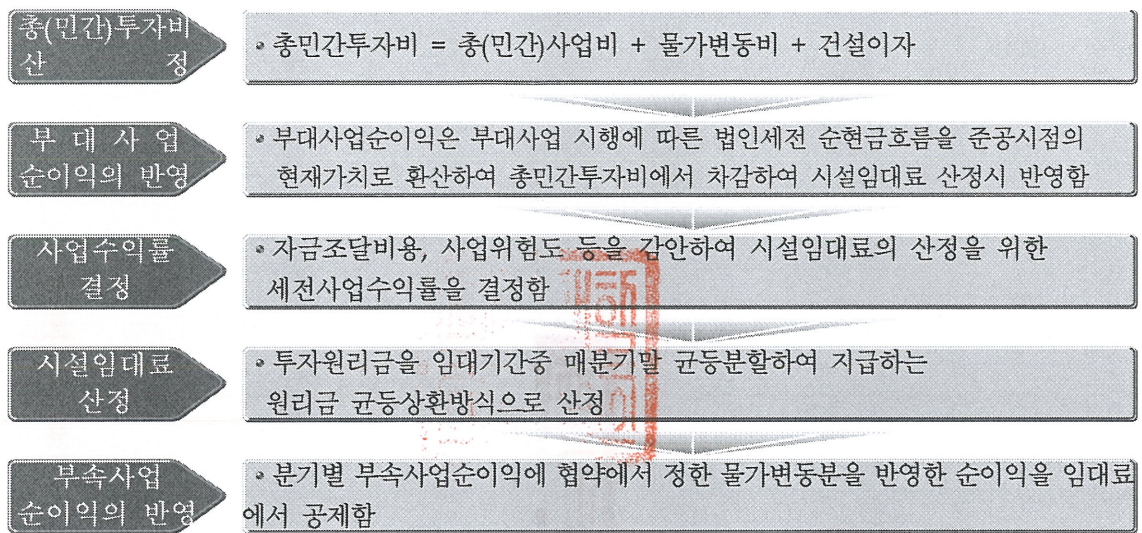 총(민간)투자비
산 정
• 총민간투자비 = 총(민간)사업비 + 물가변동비 + 건설이자
부 대 사 업
순이익의 반영
• 부대사업순이익은 부대사업 시행에 따른 법인세전 순현금흐름을 준공시점의
현재가치로 환산하여 총민간투자비에서 차감하여 시설임대료 산정시 반영함
사업수익률
결정
• 자금조달비용, 사업위험도 등을 감안하여 시설임대료의 산정을 위한
세전사업수익률을 결정함
시설임대료
산정
• 투자원리금을 임대기간중 매분기말 균등분할하여 지급하는
원리금 균등상환방식으로 산정
부속사업
순이익의 반영
• 분기별 부속사업순이익에 협약에서 정한 물가변동분을 반영한 순이익을 임대료
에서 공제함